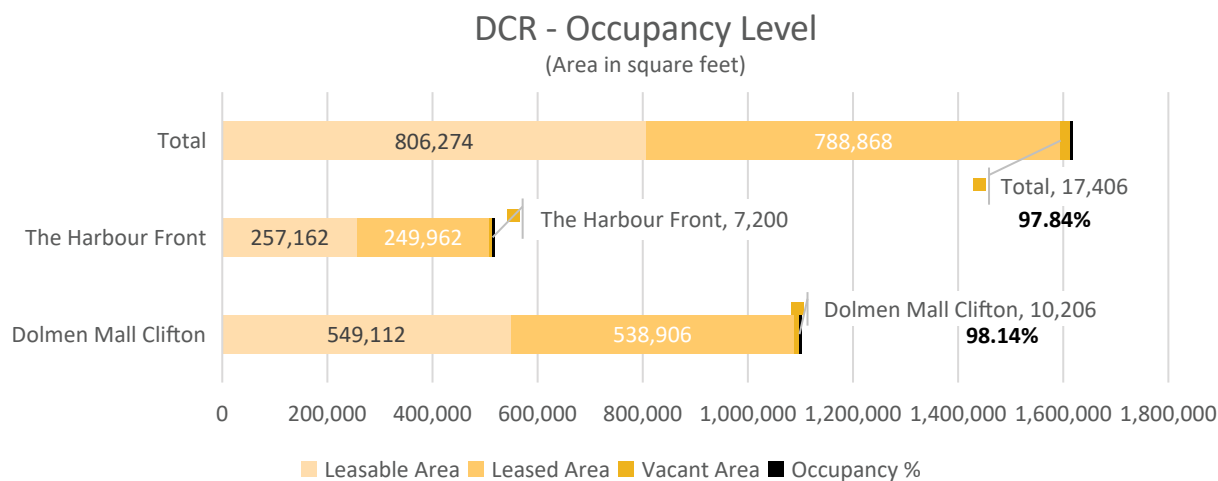 DCR - Occupancy Level
(Area in square feet)
Total
806,274
788,868
Total, 17,406
97.84%
The Harbour Front
257,162
249,962
The Harbour Front, 7,200
Dolmen Mall Clifton
549,112
538,906
Dolmen Mall Clifton, 10,206
98.14%
0 200,000 400,000 600,000 800,000 1,000,000 1,200,000 1,400,000 1,600,000 1,800,000
Leasable Area Leased Area Vacant Area Occupancy %